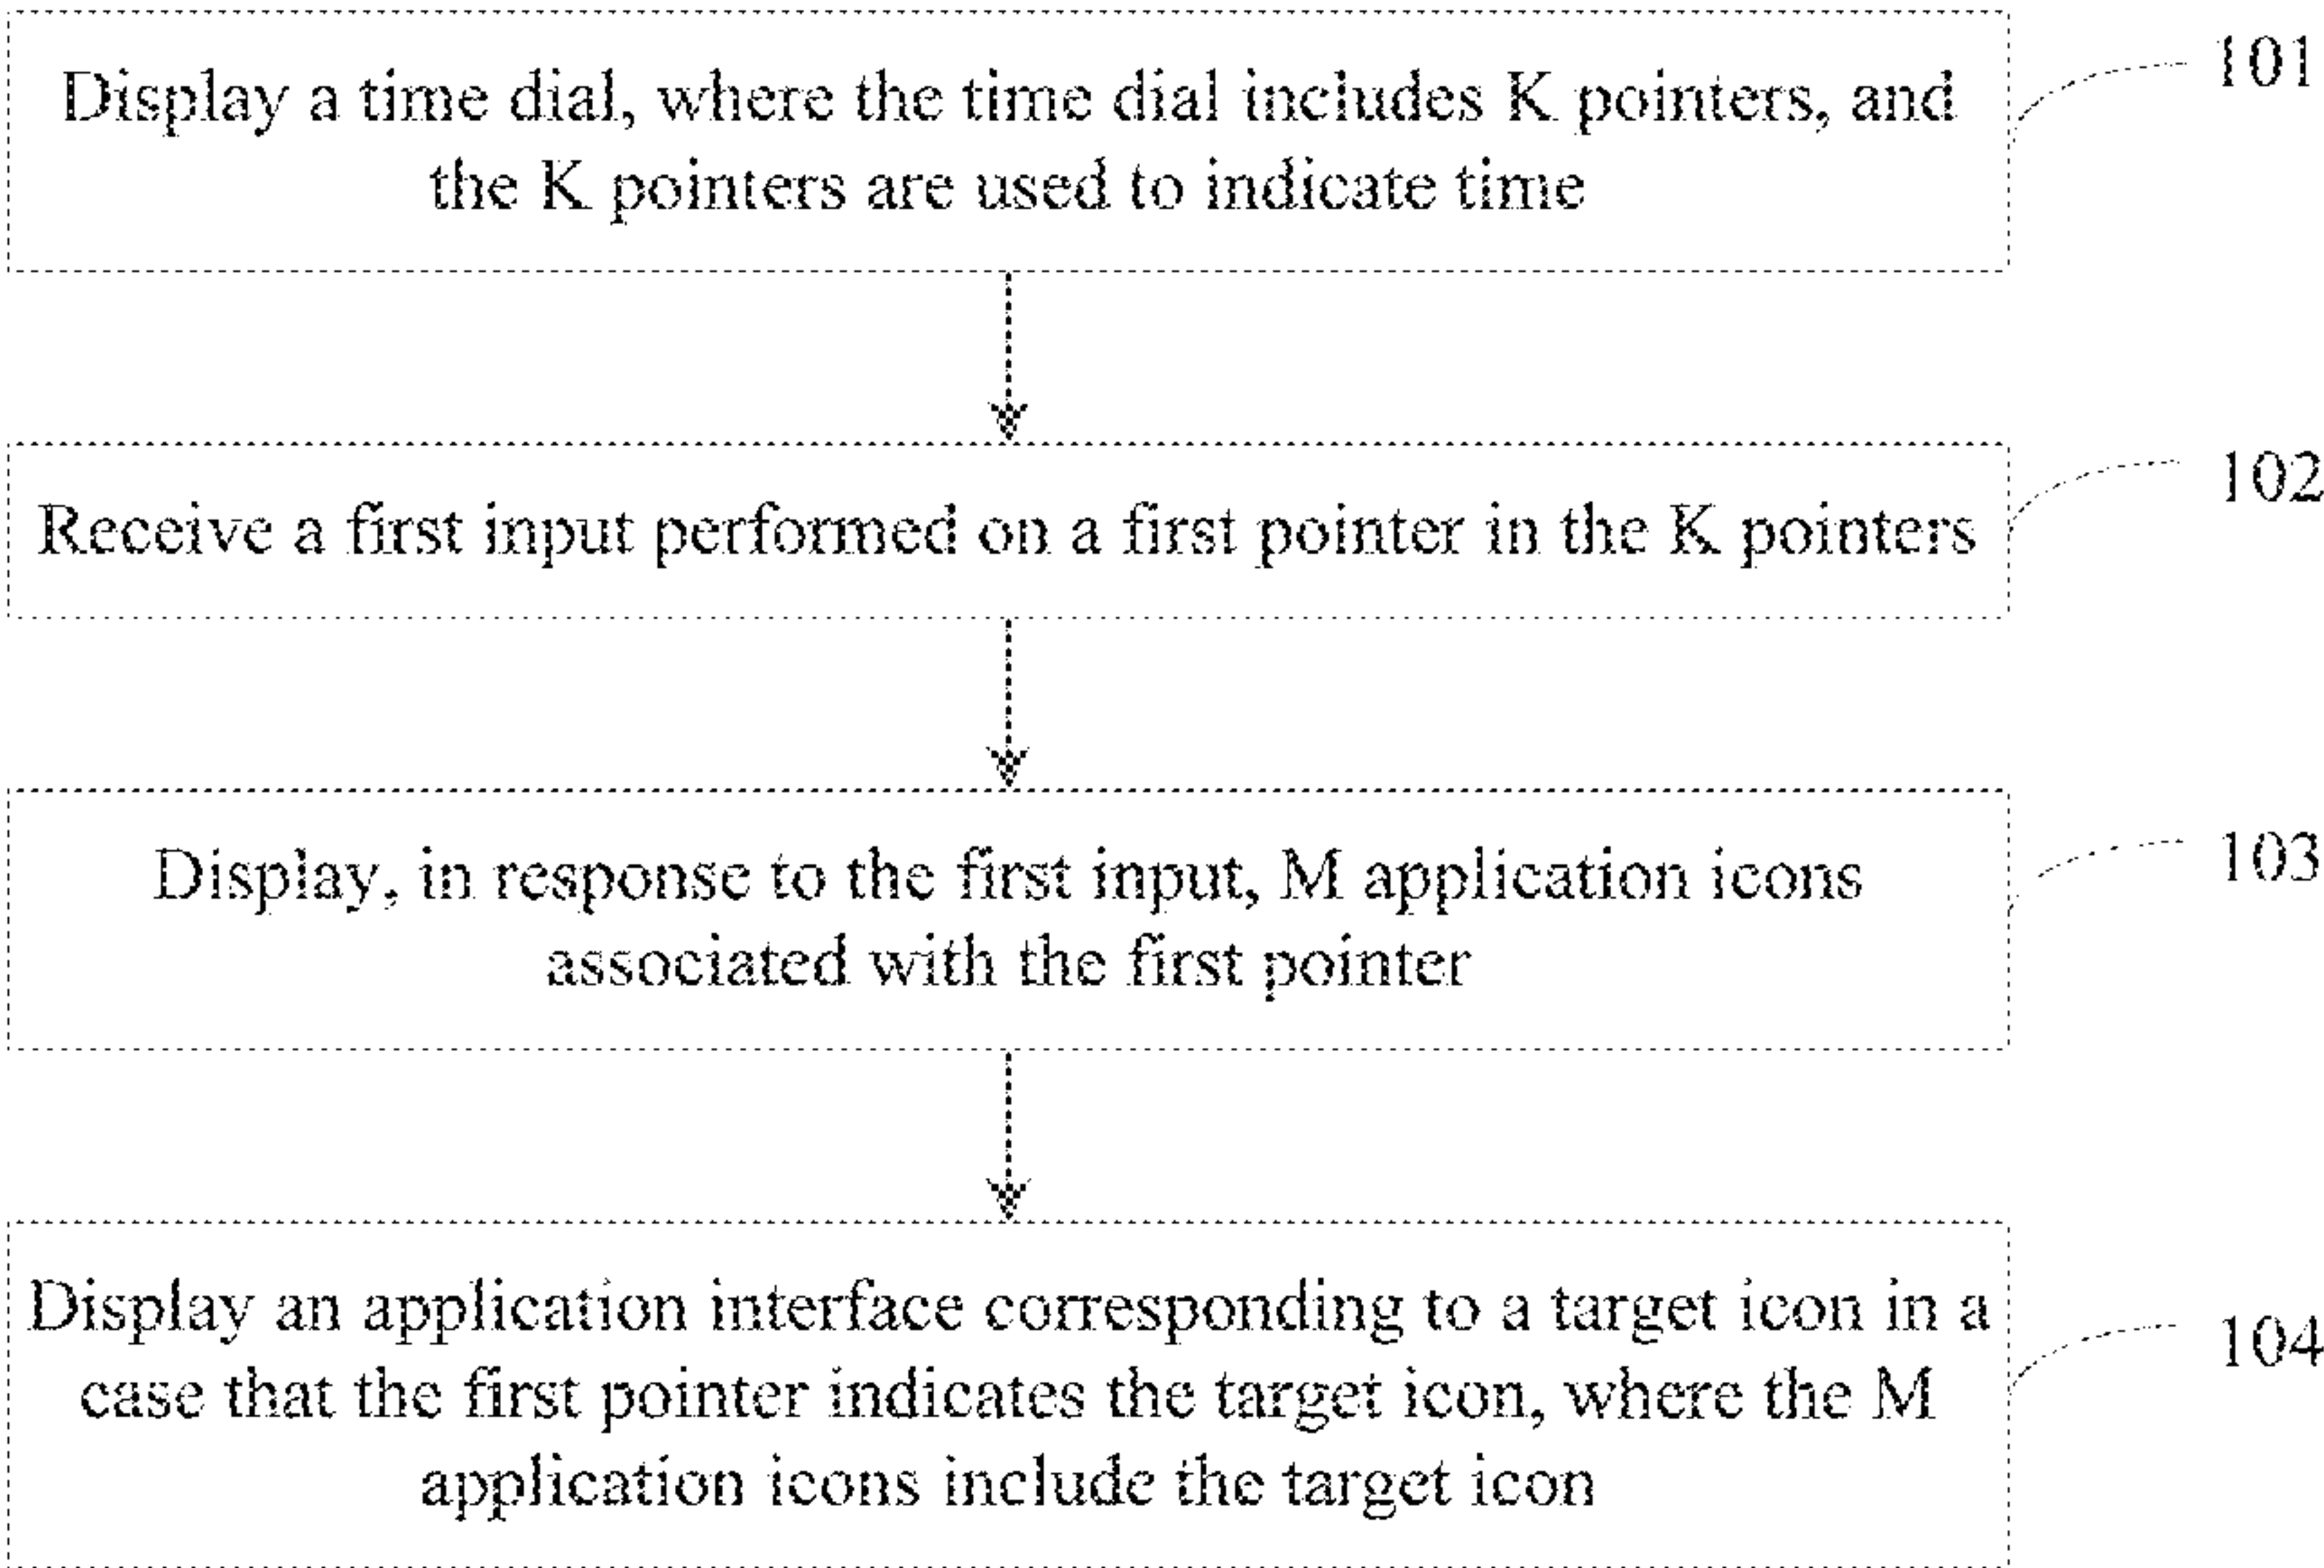 Display a time dial, where the time dial includes K pointers, and
the K pointers are used to indicate time
101
Receive a first input performed on a first pointer in the K pointers
102
Display, in response to the first input, M application icons
associated with the first pointer
103
Display an application interface corresponding to a target icon in a
case that the first pointer indicates the target icon, where the M
application icons include the target icon
104